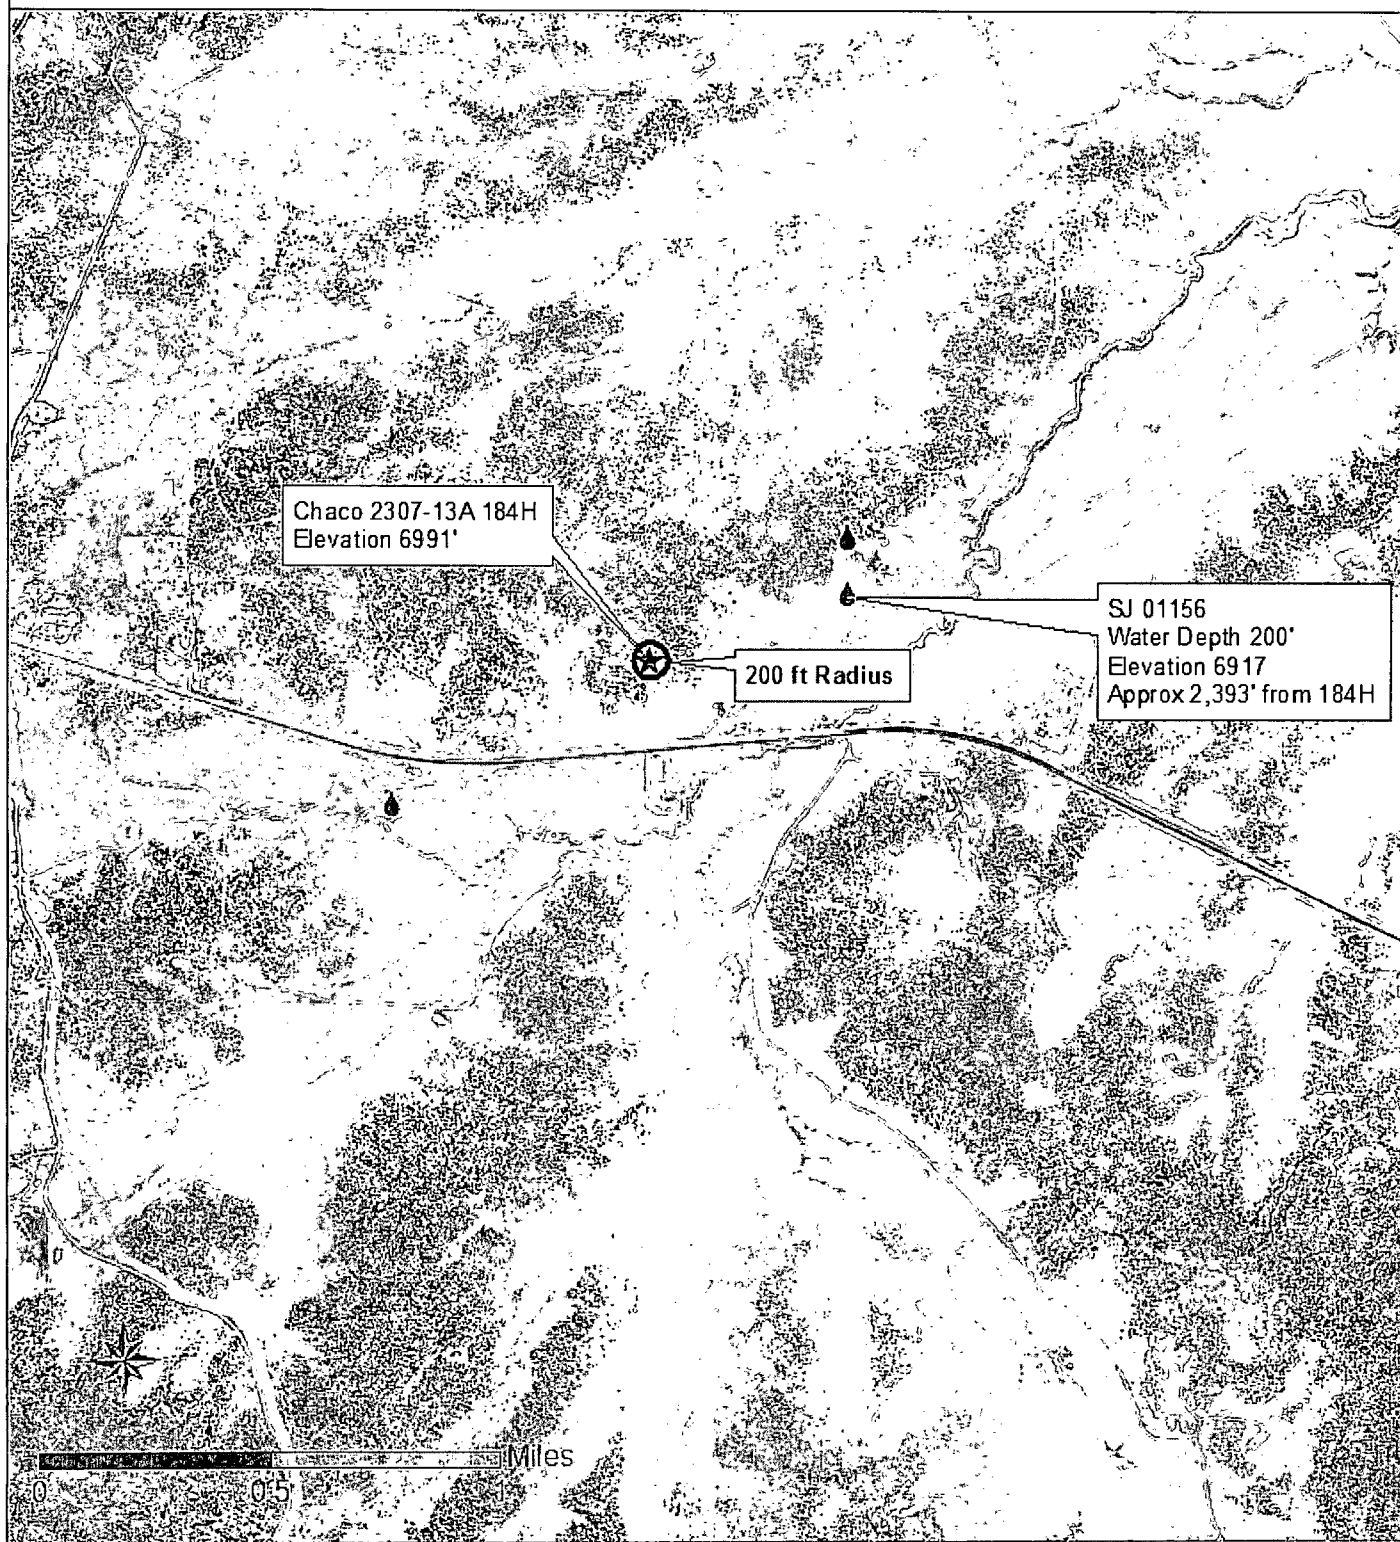 Chaco 2307-13A 184H
Elevation 6991'
SJ 01156
Water Depth 200'
Elevation 6917
Approx 2,393' from 184H
200 ft Radius
Miles
0 0.5 1